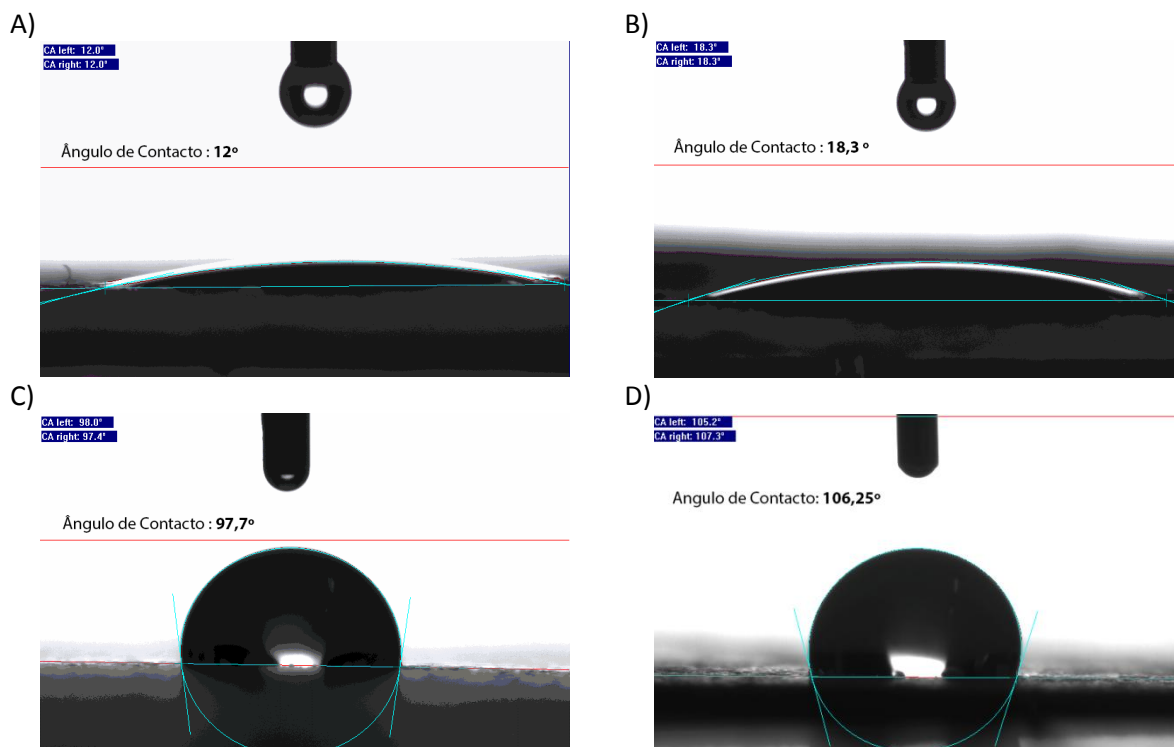 A)
CA left: 12.0°
CA right: 12.0°
Ângulo de Contacto : 12º
B)
CA left: 18.3°
CA right: 18.3°
Ângulo de Contacto : 18,3 º
C)
CA left: 98.0°
CA right: 97.4°
Ângulo de Contacto : 97,7º
D)
CA left: 105.2°
CA right: 107.3°
Angulo de Contacto: 106,25º